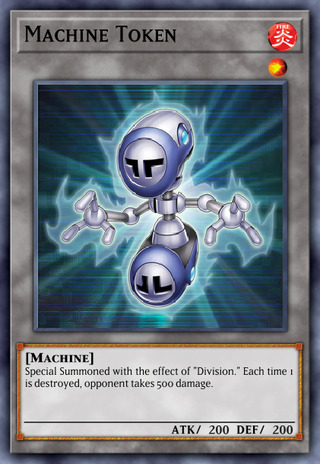 Machine Token
FIRE
炎
[Machine]
Special Summoned with the effect of "Division." Each time 1
is destroyed, opponent takes 500 damage.
ATK/ 200 DEF/ 200